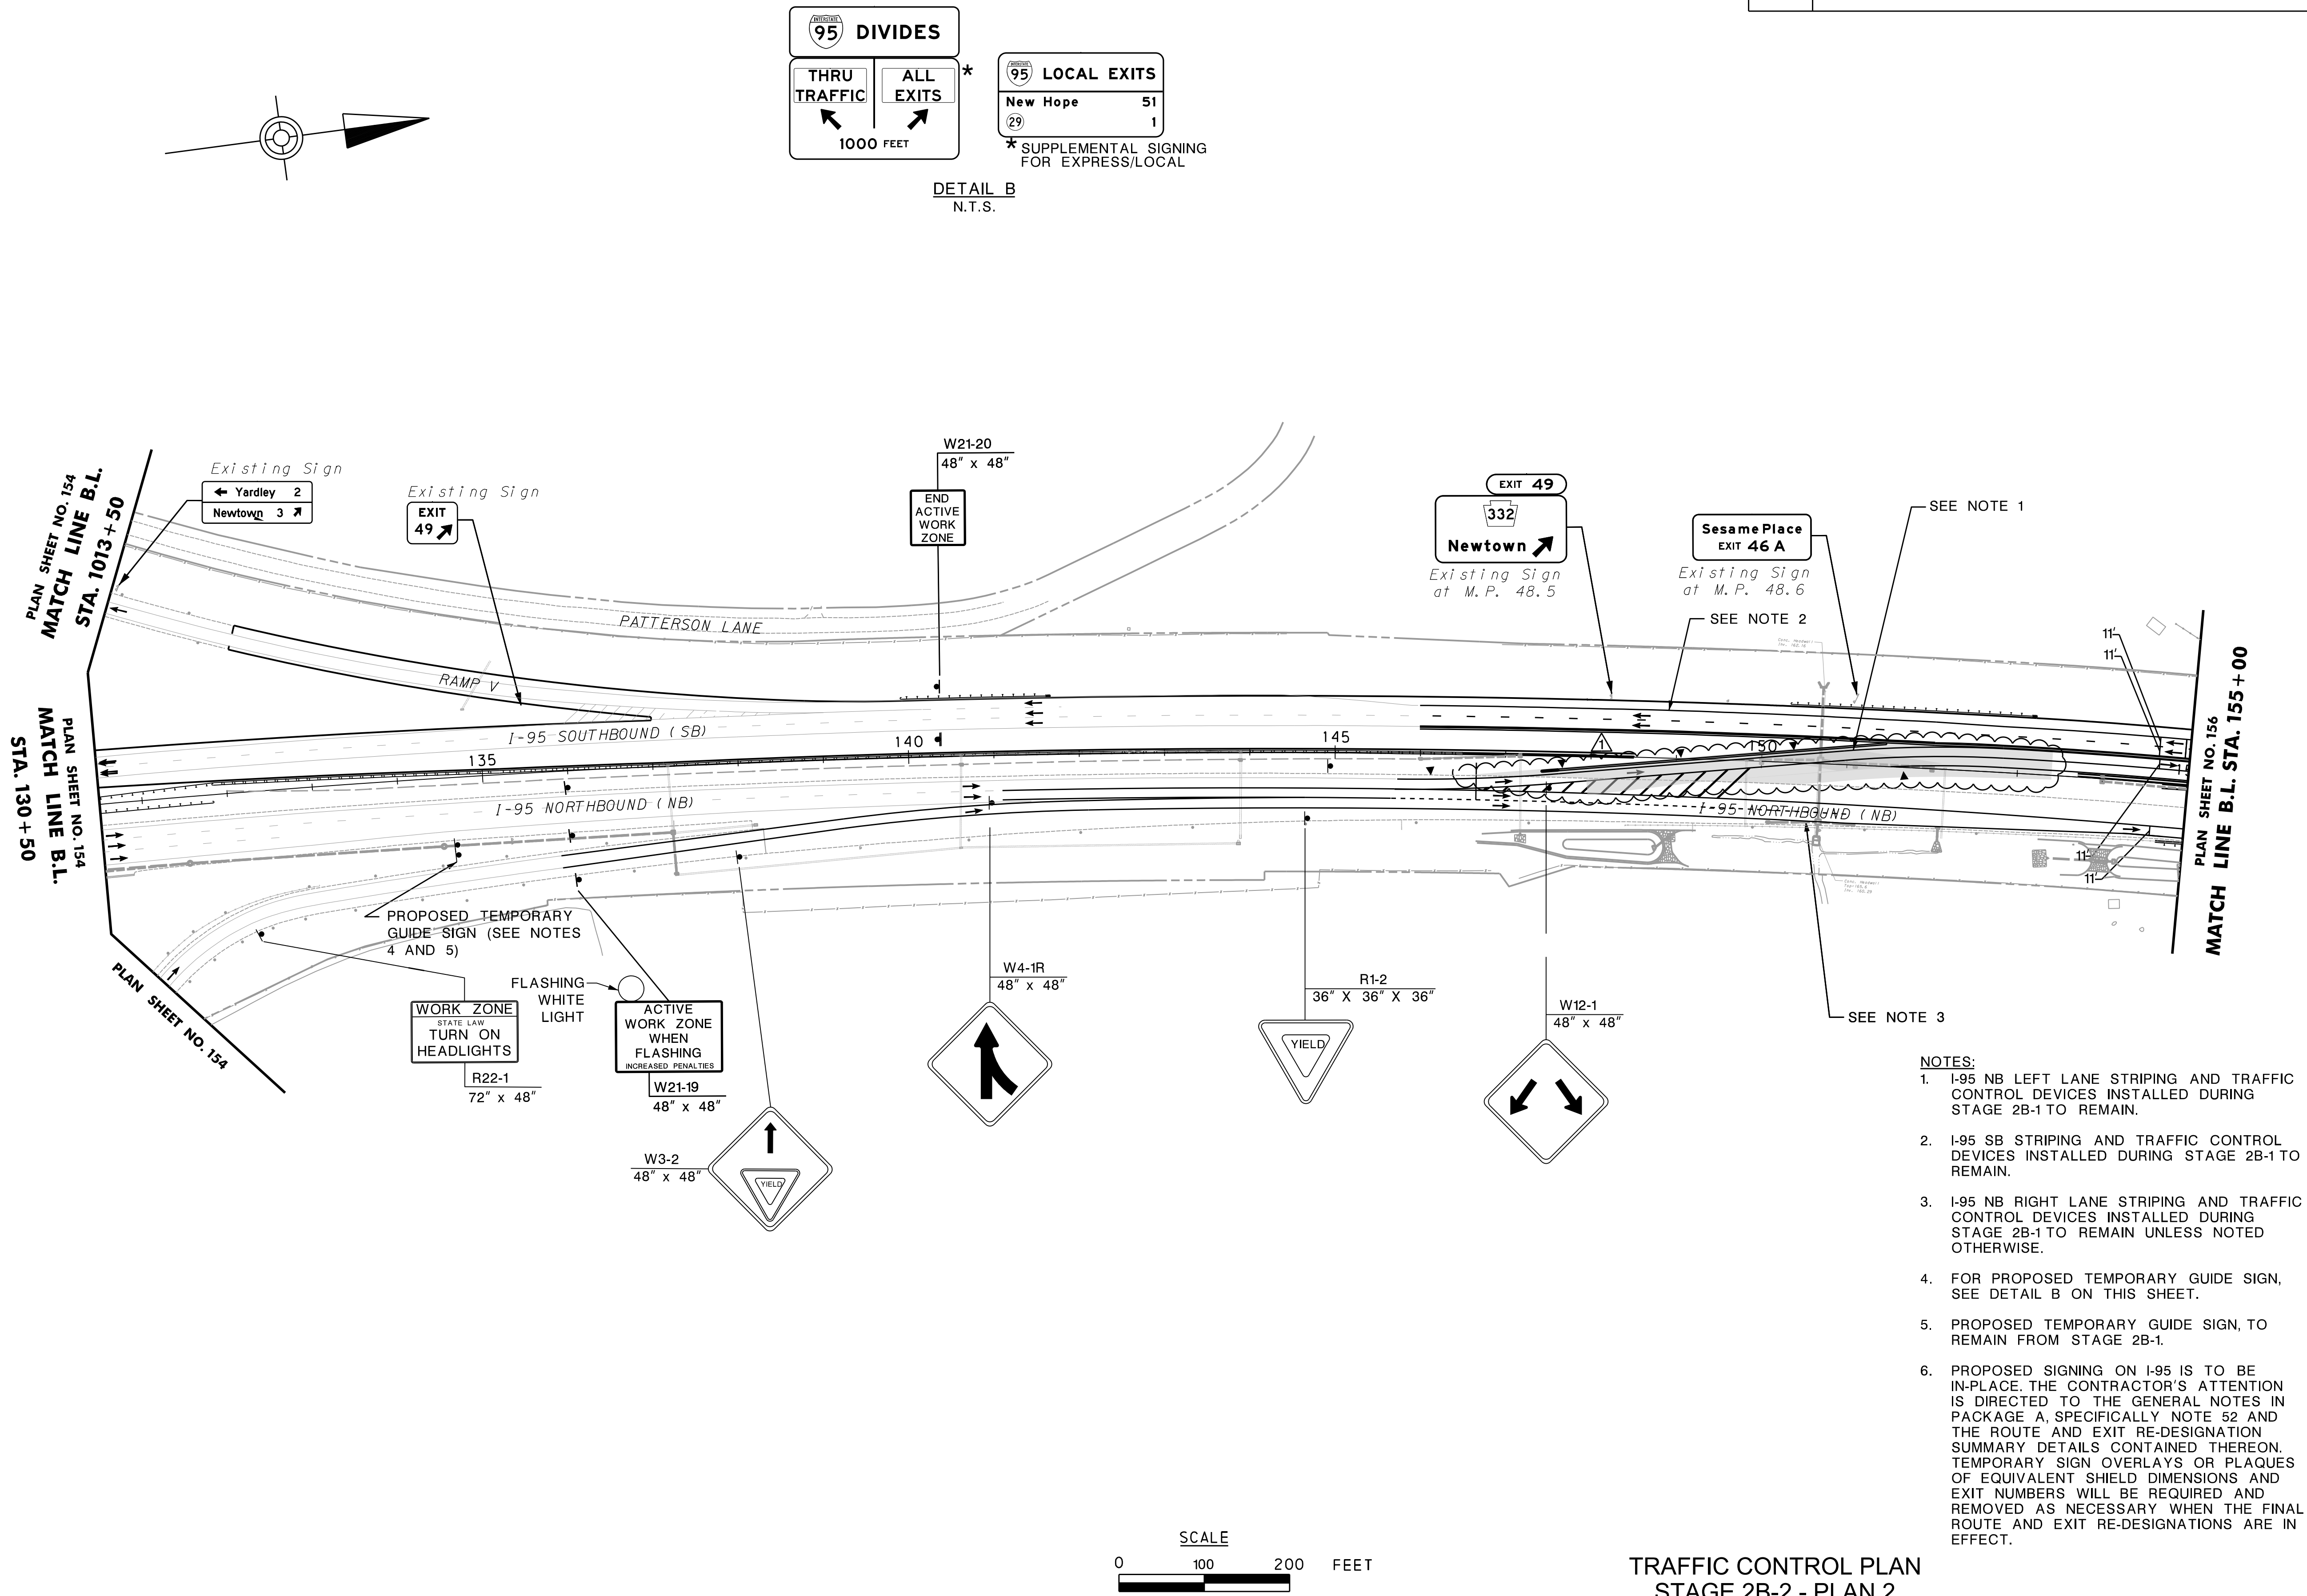 INTERSTATE
95 DIVIDES
THRU
TRAFFIC
ALL
EXITS
*
1000 FEET
INTERSTATE
95 LOCAL EXITS
New Hope 51
29 1
* SUPPLEMENTAL SIGNING
FOR EXPRESS/LOCAL
DETAIL B
N.T.S.
PLAN SHEET NO. 154
MATCH LINE B.L.
STA. 1013+50
Existing Sign
Yardley 2
Newtown 3
Existing Sign
EXIT
49
W21-20
48" x 48"
END
ACTIVE
WORK
ZONE
EXIT 49
332
Newtown
Existing Sign
at M.P. 48.5
Sesame Place
EXIT 46 A
Existing Sign
at M.P. 48.6
SEE NOTE 1
SEE NOTE 2
PATTERSON LANE
RAMP V
I-95 SOUTHBOUND (SB)
135
140
145
150
1
I-95 NORTHBOUND (NB)
I-95 NORTHBOUND (NB)
11'
11'
11'
11'
PLAN SHEET NO. 154
MATCH LINE B.L.
STA. 130+50
PLAN SHEET NO. 156
MATCH LINE B.L. STA. 155+00
PLAN SHEET NO. 154
PROPOSED TEMPORARY
GUIDE SIGN (SEE NOTES
4 AND 5)
WORK ZONE
STATE LAW
TURN ON
HEADLIGHTS
R22-1
72" x 48"
FLASHING
WHITE
LIGHT
ACTIVE
WORK ZONE
WHEN
FLASHING
INCREASED PENALTIES
W21-19
48" x 48"
W3-2
48" x 48"
YIELD
W4-1R
48" x 48"
R1-2
36" X 36" X 36"
YIELD
W12-1
48" x 48"
SEE NOTE 3
NOTES:
1. I-95 NB LEFT LANE STRIPING AND TRAFFIC
CONTROL DEVICES INSTALLED DURING
STAGE 2B-1 TO REMAIN.
2. I-95 SB STRIPING AND TRAFFIC CONTROL
DEVICES INSTALLED DURING STAGE 2B-1 TO
REMAIN.
3. I-95 NB RIGHT LANE STRIPING AND TRAFFIC
CONTROL DEVICES INSTALLED DURING
STAGE 2B-1 TO REMAIN UNLESS NOTED
OTHERWISE.
4. FOR PROPOSED TEMPORARY GUIDE SIGN,
SEE DETAIL B ON THIS SHEET.
5. PROPOSED TEMPORARY GUIDE SIGN, TO
REMAIN FROM STAGE 2B-1.
6. PROPOSED SIGNING ON I-95 IS TO BE
IN-PLACE. THE CONTRACTOR'S ATTENTION
IS DIRECTED TO THE GENERAL NOTES IN
PACKAGE A, SPECIFICALLY NOTE 52 AND
THE ROUTE AND EXIT RE-DESIGNATION
SUMMARY DETAILS CONTAINED THEREON.
TEMPORARY SIGN OVERLAYS OR PLAQUES
OF EQUIVALENT SHIELD DIMENSIONS AND
EXIT NUMBERS WILL BE REQUIRED AND
REMOVED AS NECESSARY WHEN THE FINAL
ROUTE AND EXIT RE-DESIGNATIONS ARE IN
EFFECT.
SCALE
0 100 200 FEET
TRAFFIC CONTROL PLAN
STAGE 2B-2 - PLAN 2